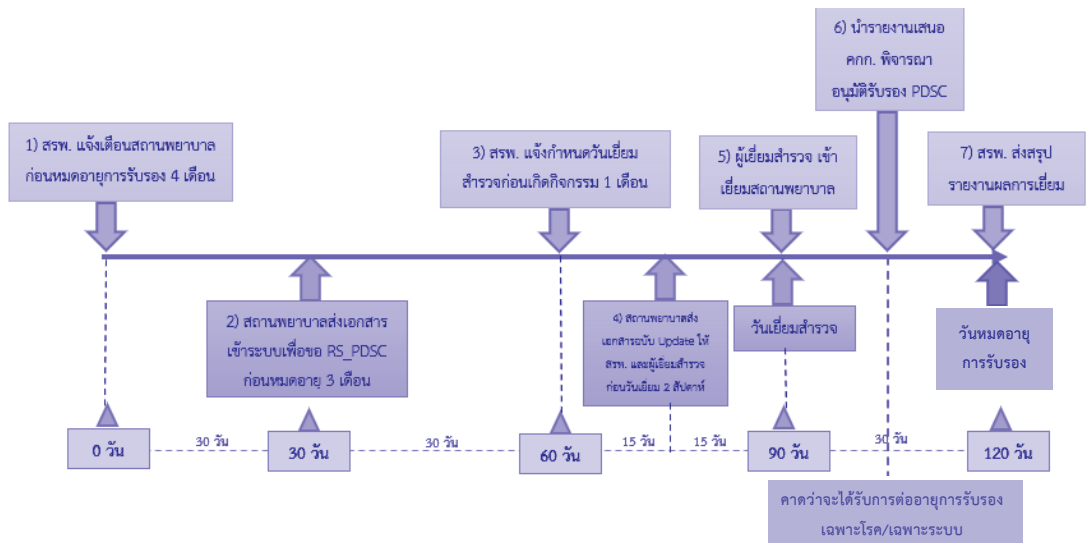 6) นำรายงานเสนอ
คกก. พิจารณา
อนุมัติรับรอง PDSC
1) สรพ. แจ้งเตือนสถานพยาบาล
ก่อนหมดอายุการรับรอง 4 เดือน
3) สรพ. แจ้งกำหนดวันเยี่ยม
สำรวจก่อนเกิดกิจกรรม 1 เดือน
5) ผู้เยี่ยมสำรวจ เข้า
เยี่ยมสถานพยาบาล
7) สรพ. ส่งสรุป
รายงานผลการเยี่ยม
2) สถานพยาบาลส่งเอกสาร
เข้าระบบเพื่อขอ RS_PDSC
ก่อนหมดอายุ 3 เดือน
4) สถานพยาบาลส่ง
เอกสารฉบับ Update ให้
สรพ. และผู้เยี่ยมสำรวจ
ก่อนวันเยี่ยม 2 สัปดาห์
วันเยี่ยมสำรวจ
วันหมดอายุ
การรับรอง
0 วัน
30 วัน
30 วัน
30 วัน
60 วัน
15 วัน
15 วัน
90 วัน
30 วัน
120 วัน
คาดว่าจะได้รับการต่ออายุการรับรอง
เฉพาะโรค/เฉพาะระบบ